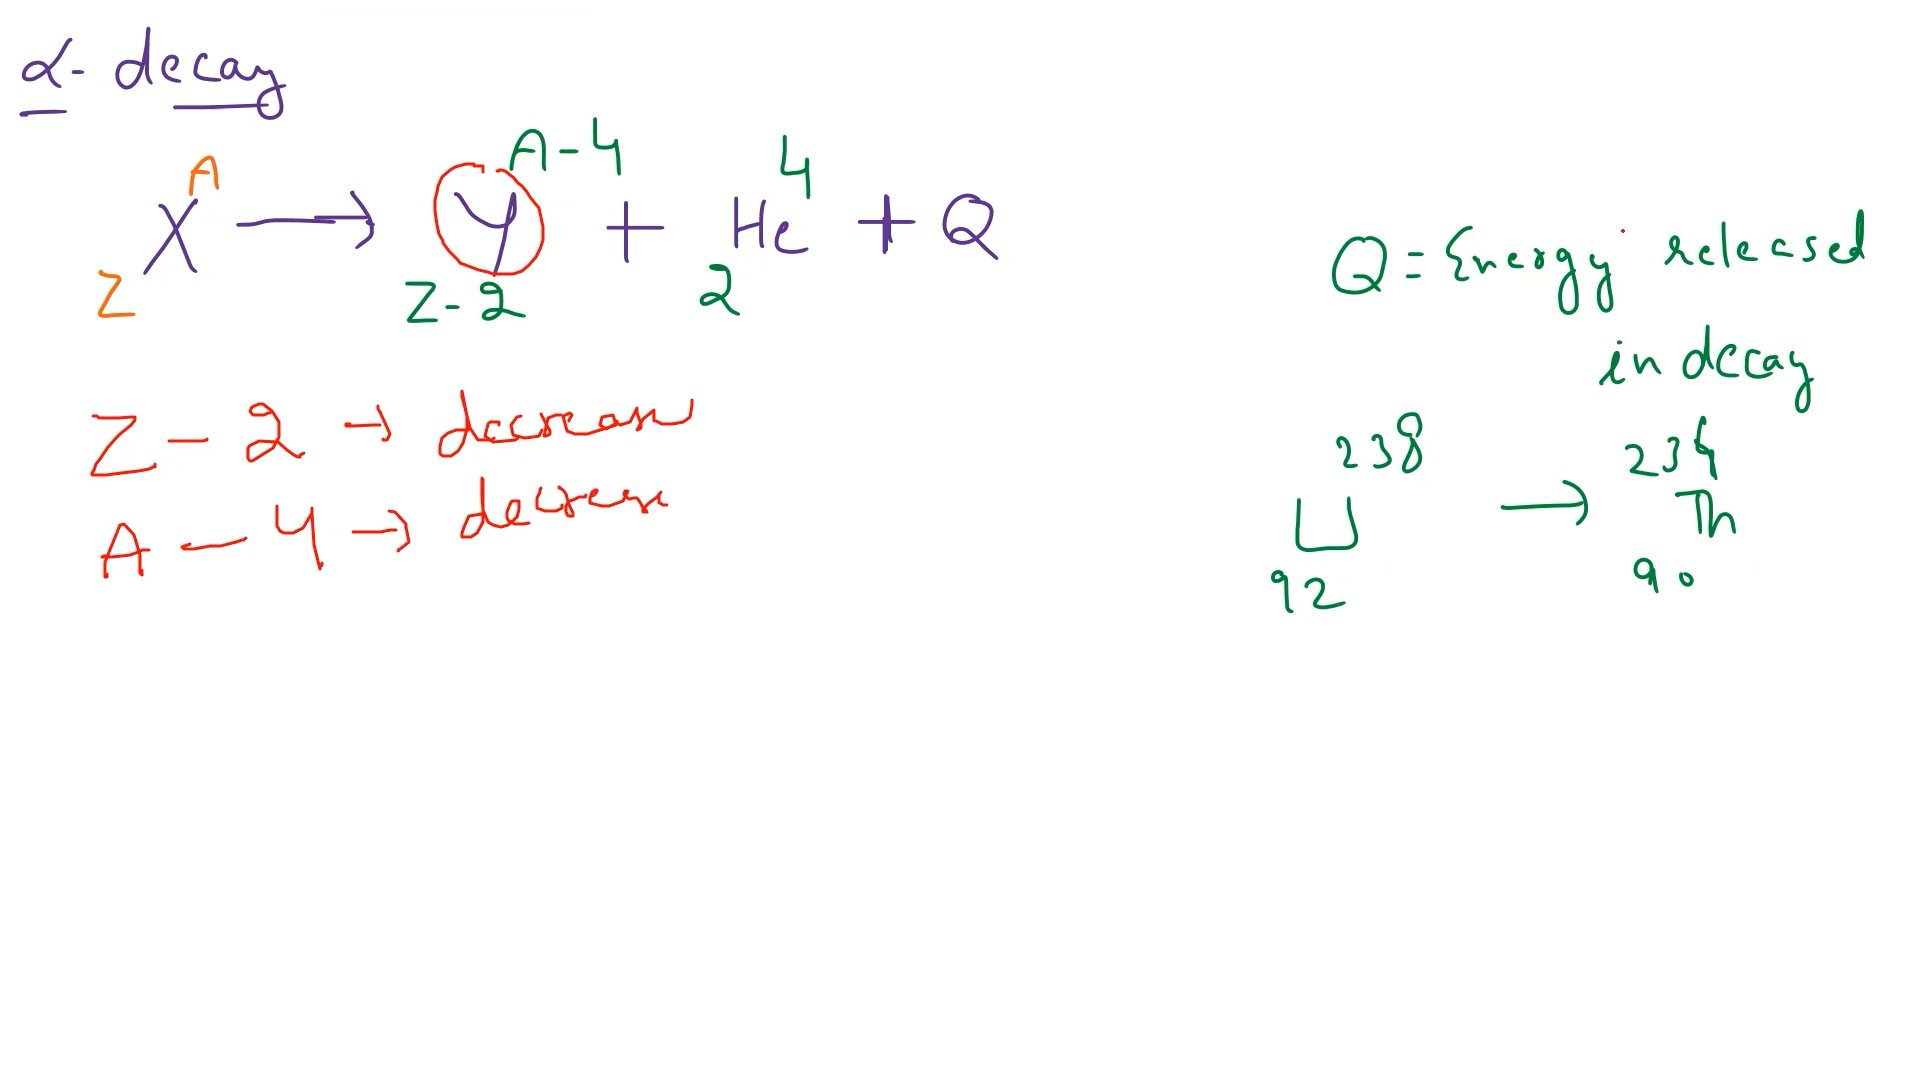 α- decay
X Z A → Y Z-2 A-4 + He 2 4 + Q
Z - 2 → decrease
A - 4 → decrease
Q = Energy released
in decay
U 92 238 → Th 90 234